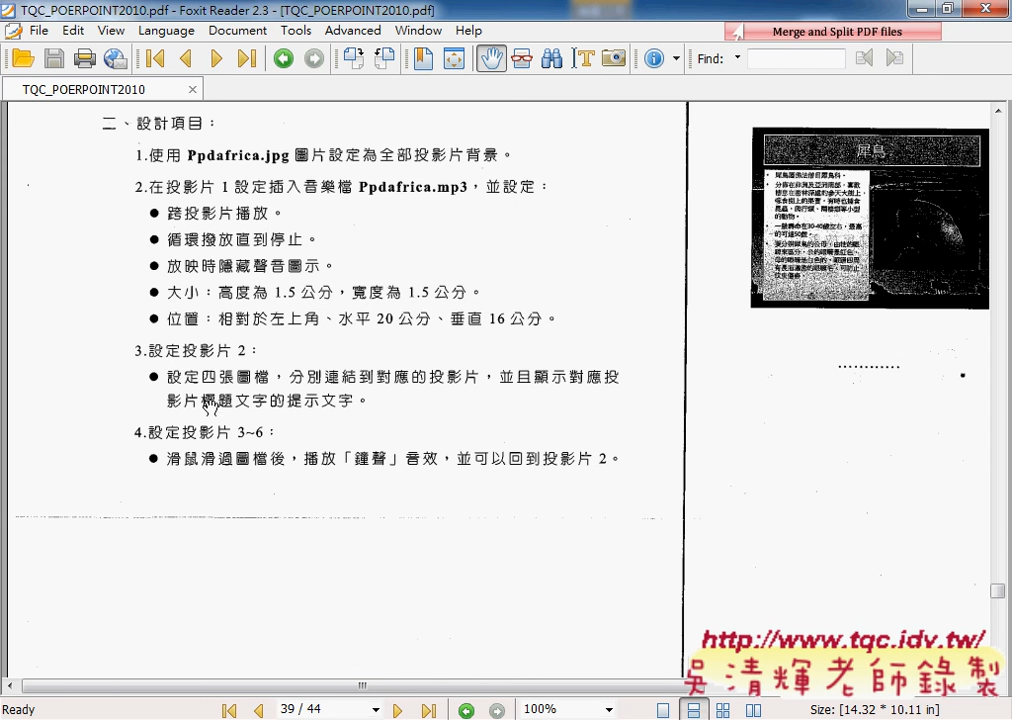 TQC_POERPOINT2010.pdf - Foxit Reader 2.3 - [TQC_POERPOINT2010.pdf]
File Edit View Language Document Tools Advanced Window Help
Merge and Split PDF files
Find:
TQC_POERPOINT2010
二、設計項目：
1.使用 Ppdafrica.jpg 圖片設定為全部投影片背景。
2.在投影片 1 設定插入音樂檔 Ppdafrica.mp3，並設定：
● 跨投影片播放。
● 循環撥放直到停止。
● 放映時隱藏聲音圖示。
● 大小：高度為 1.5 公分，寬度為 1.5 公分。
● 位置：相對於左上角、水平 20 公分、垂直 16 公分。
3.設定投影片 2：
● 設定四張圖檔，分別連結到對應的投影片，並且顯示對應投
影片標題文字的提示文字。
4.設定投影片 3~6：
● 滑鼠滑過圖檔後，播放「鐘聲」音效，並可以回到投影片 2。
犀鳥
http://www.tqc.idv.tw/
吳清輝老師錄製
Ready
39 / 44
100%
Size: [14.32 * 10.11 in]